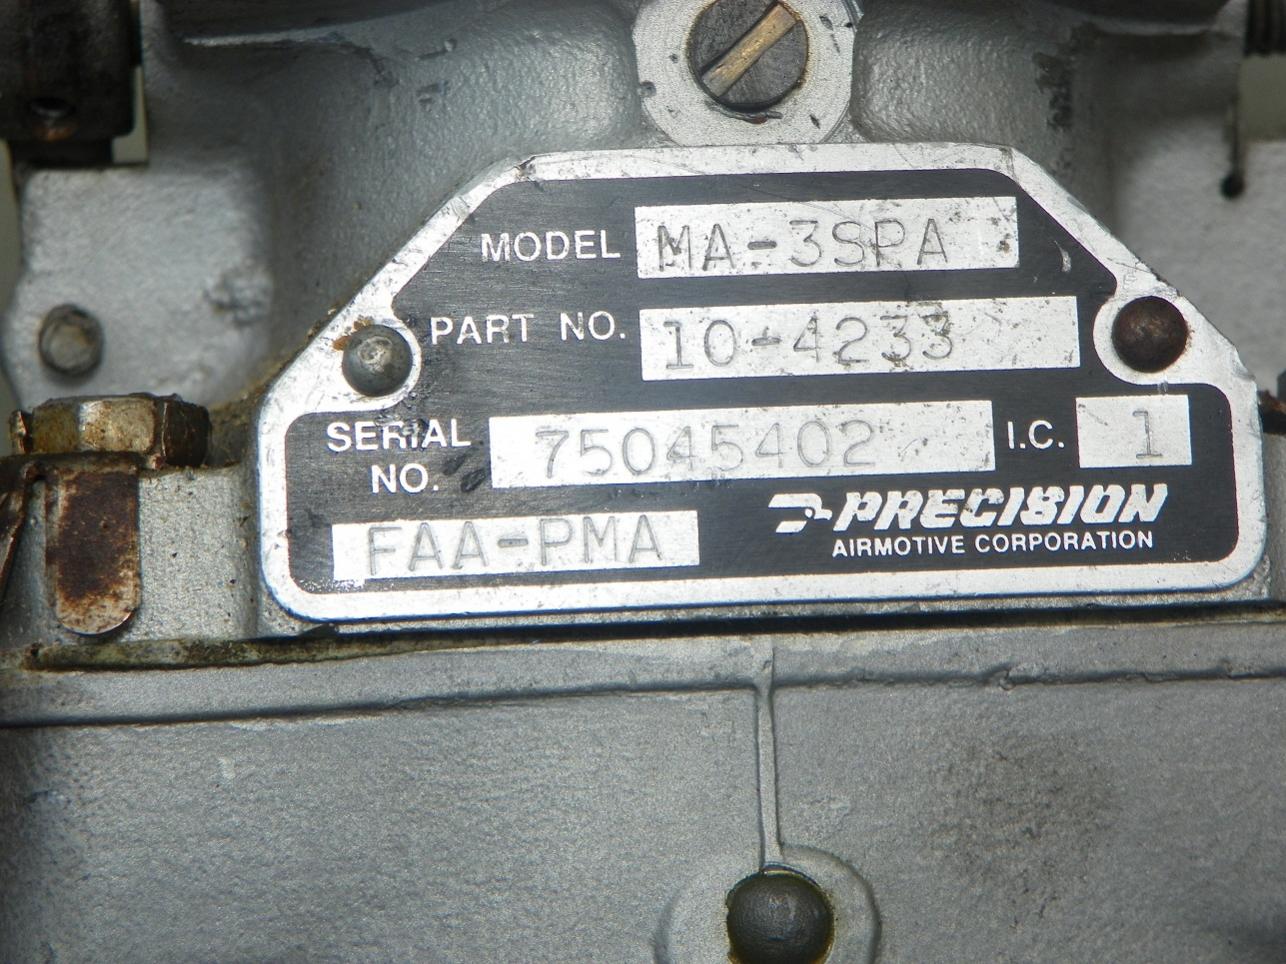 MODEL MA-3SPA
PART NO. 10-4233
SERIAL NO. 75045402 I.C. 1
FAA-PMA PRECISION
AIRMOTIVE CORPORATION